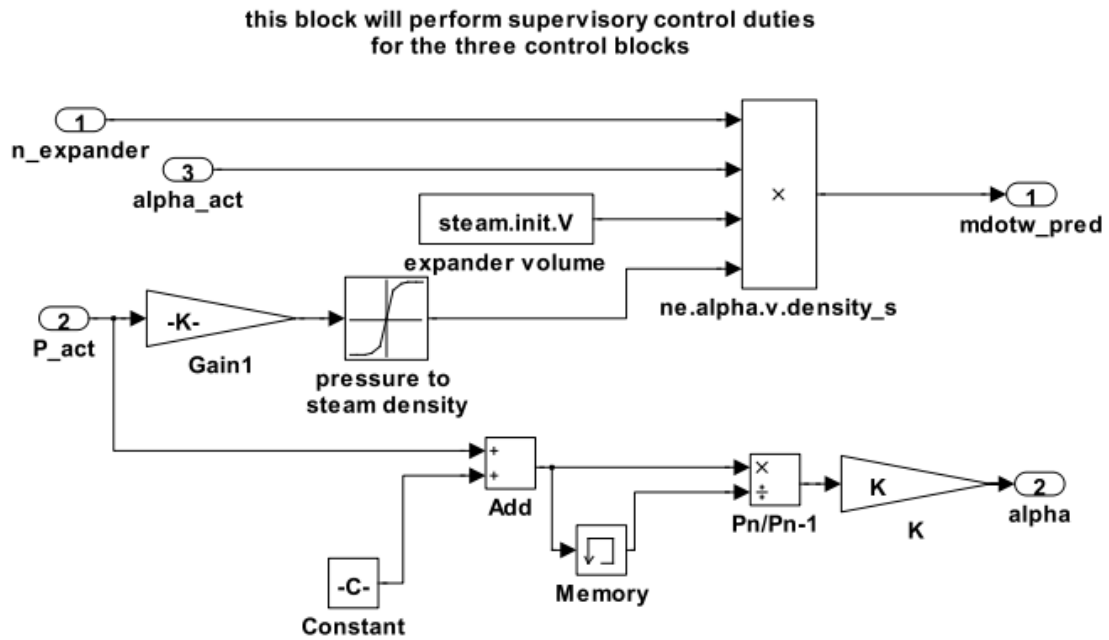 this block will perform supervisory control duties
for the three control blocks
1
n_expander
3
alpha_act
steam.init.V
expander volume
×
ne.alpha.v.density_s
1
mdotw_pred
2
P_act
-K-
Gain1
pressure to
steam density
+
+
Add
-C-
Constant
Memory
×
÷
Pn/Pn-1
K
K
2
alpha